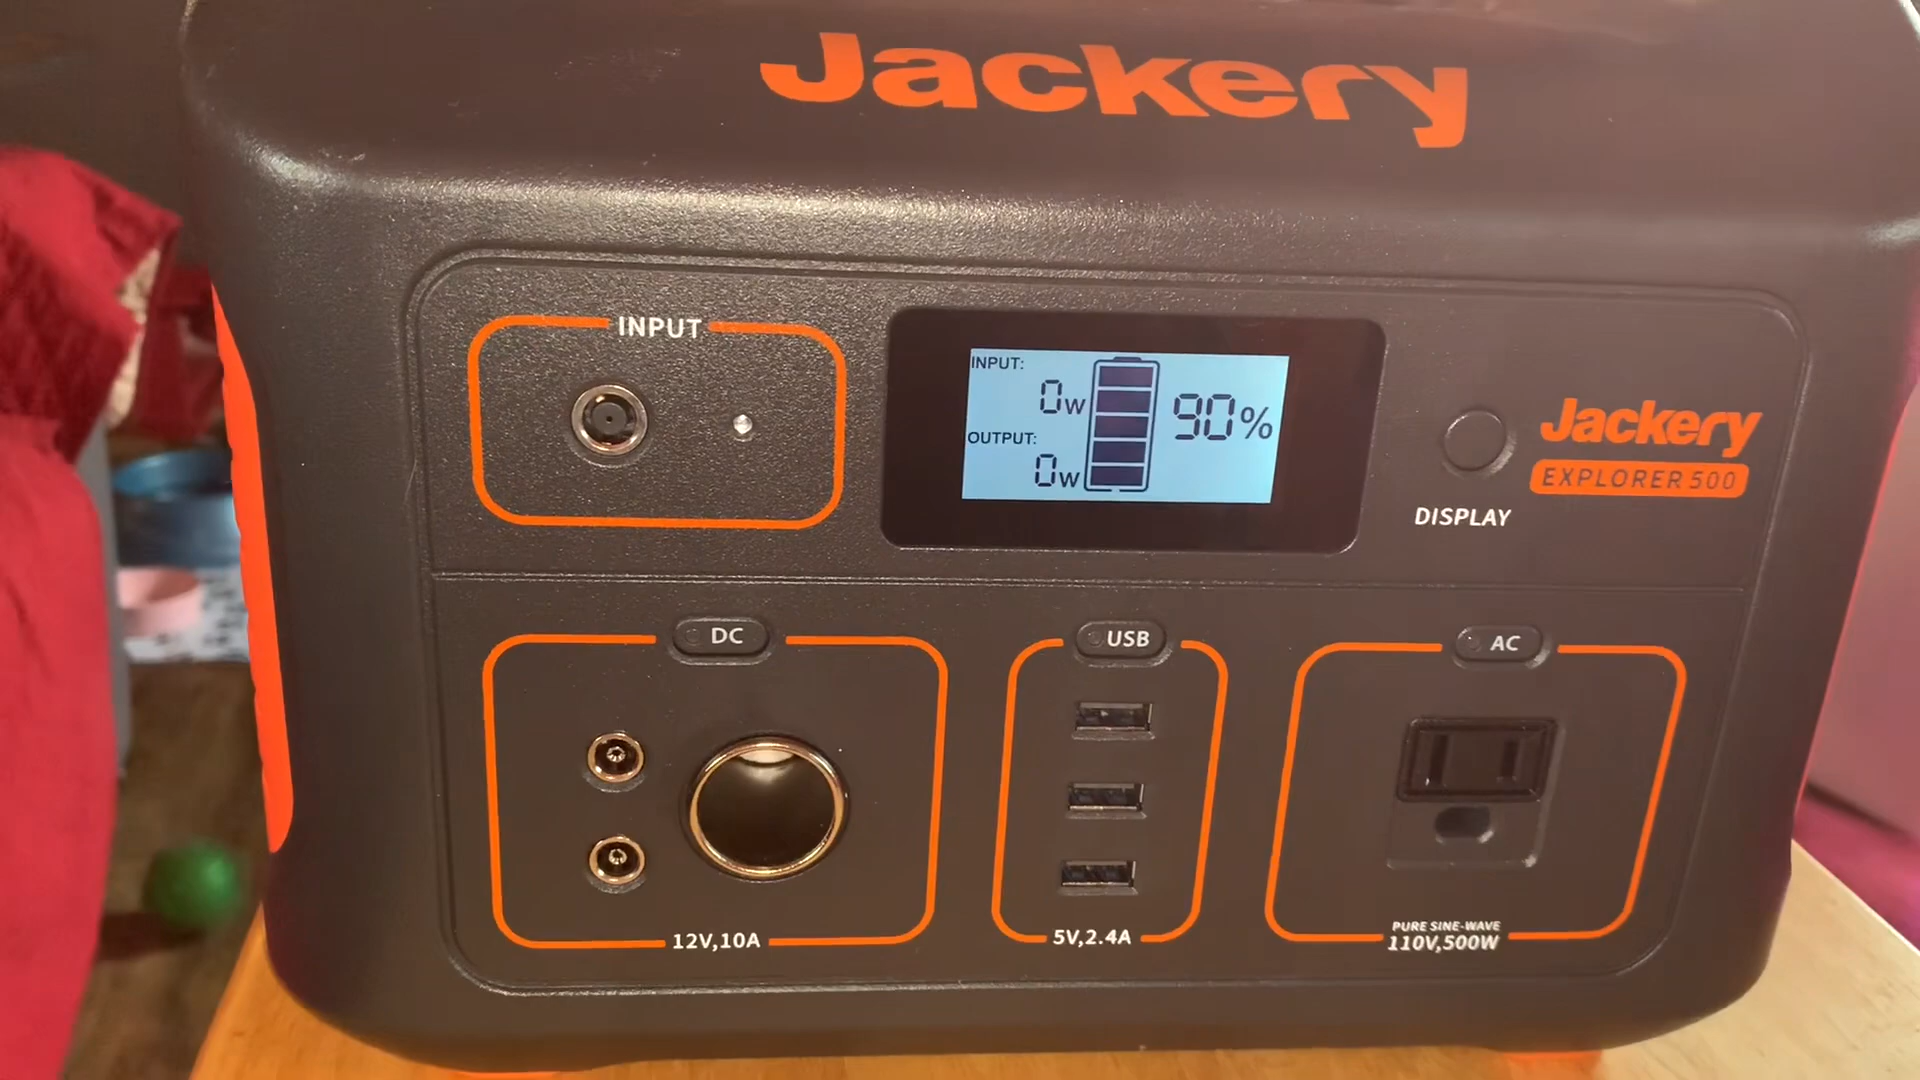 Jackery
INPUT
INPUT:
0W
90%
OUTPUT:
0W
Jackery
EXPLORER 500
DISPLAY
DC
USB
AC
12V,10A
5V,2.4A
PURE SINE-WAVE
110V,500W